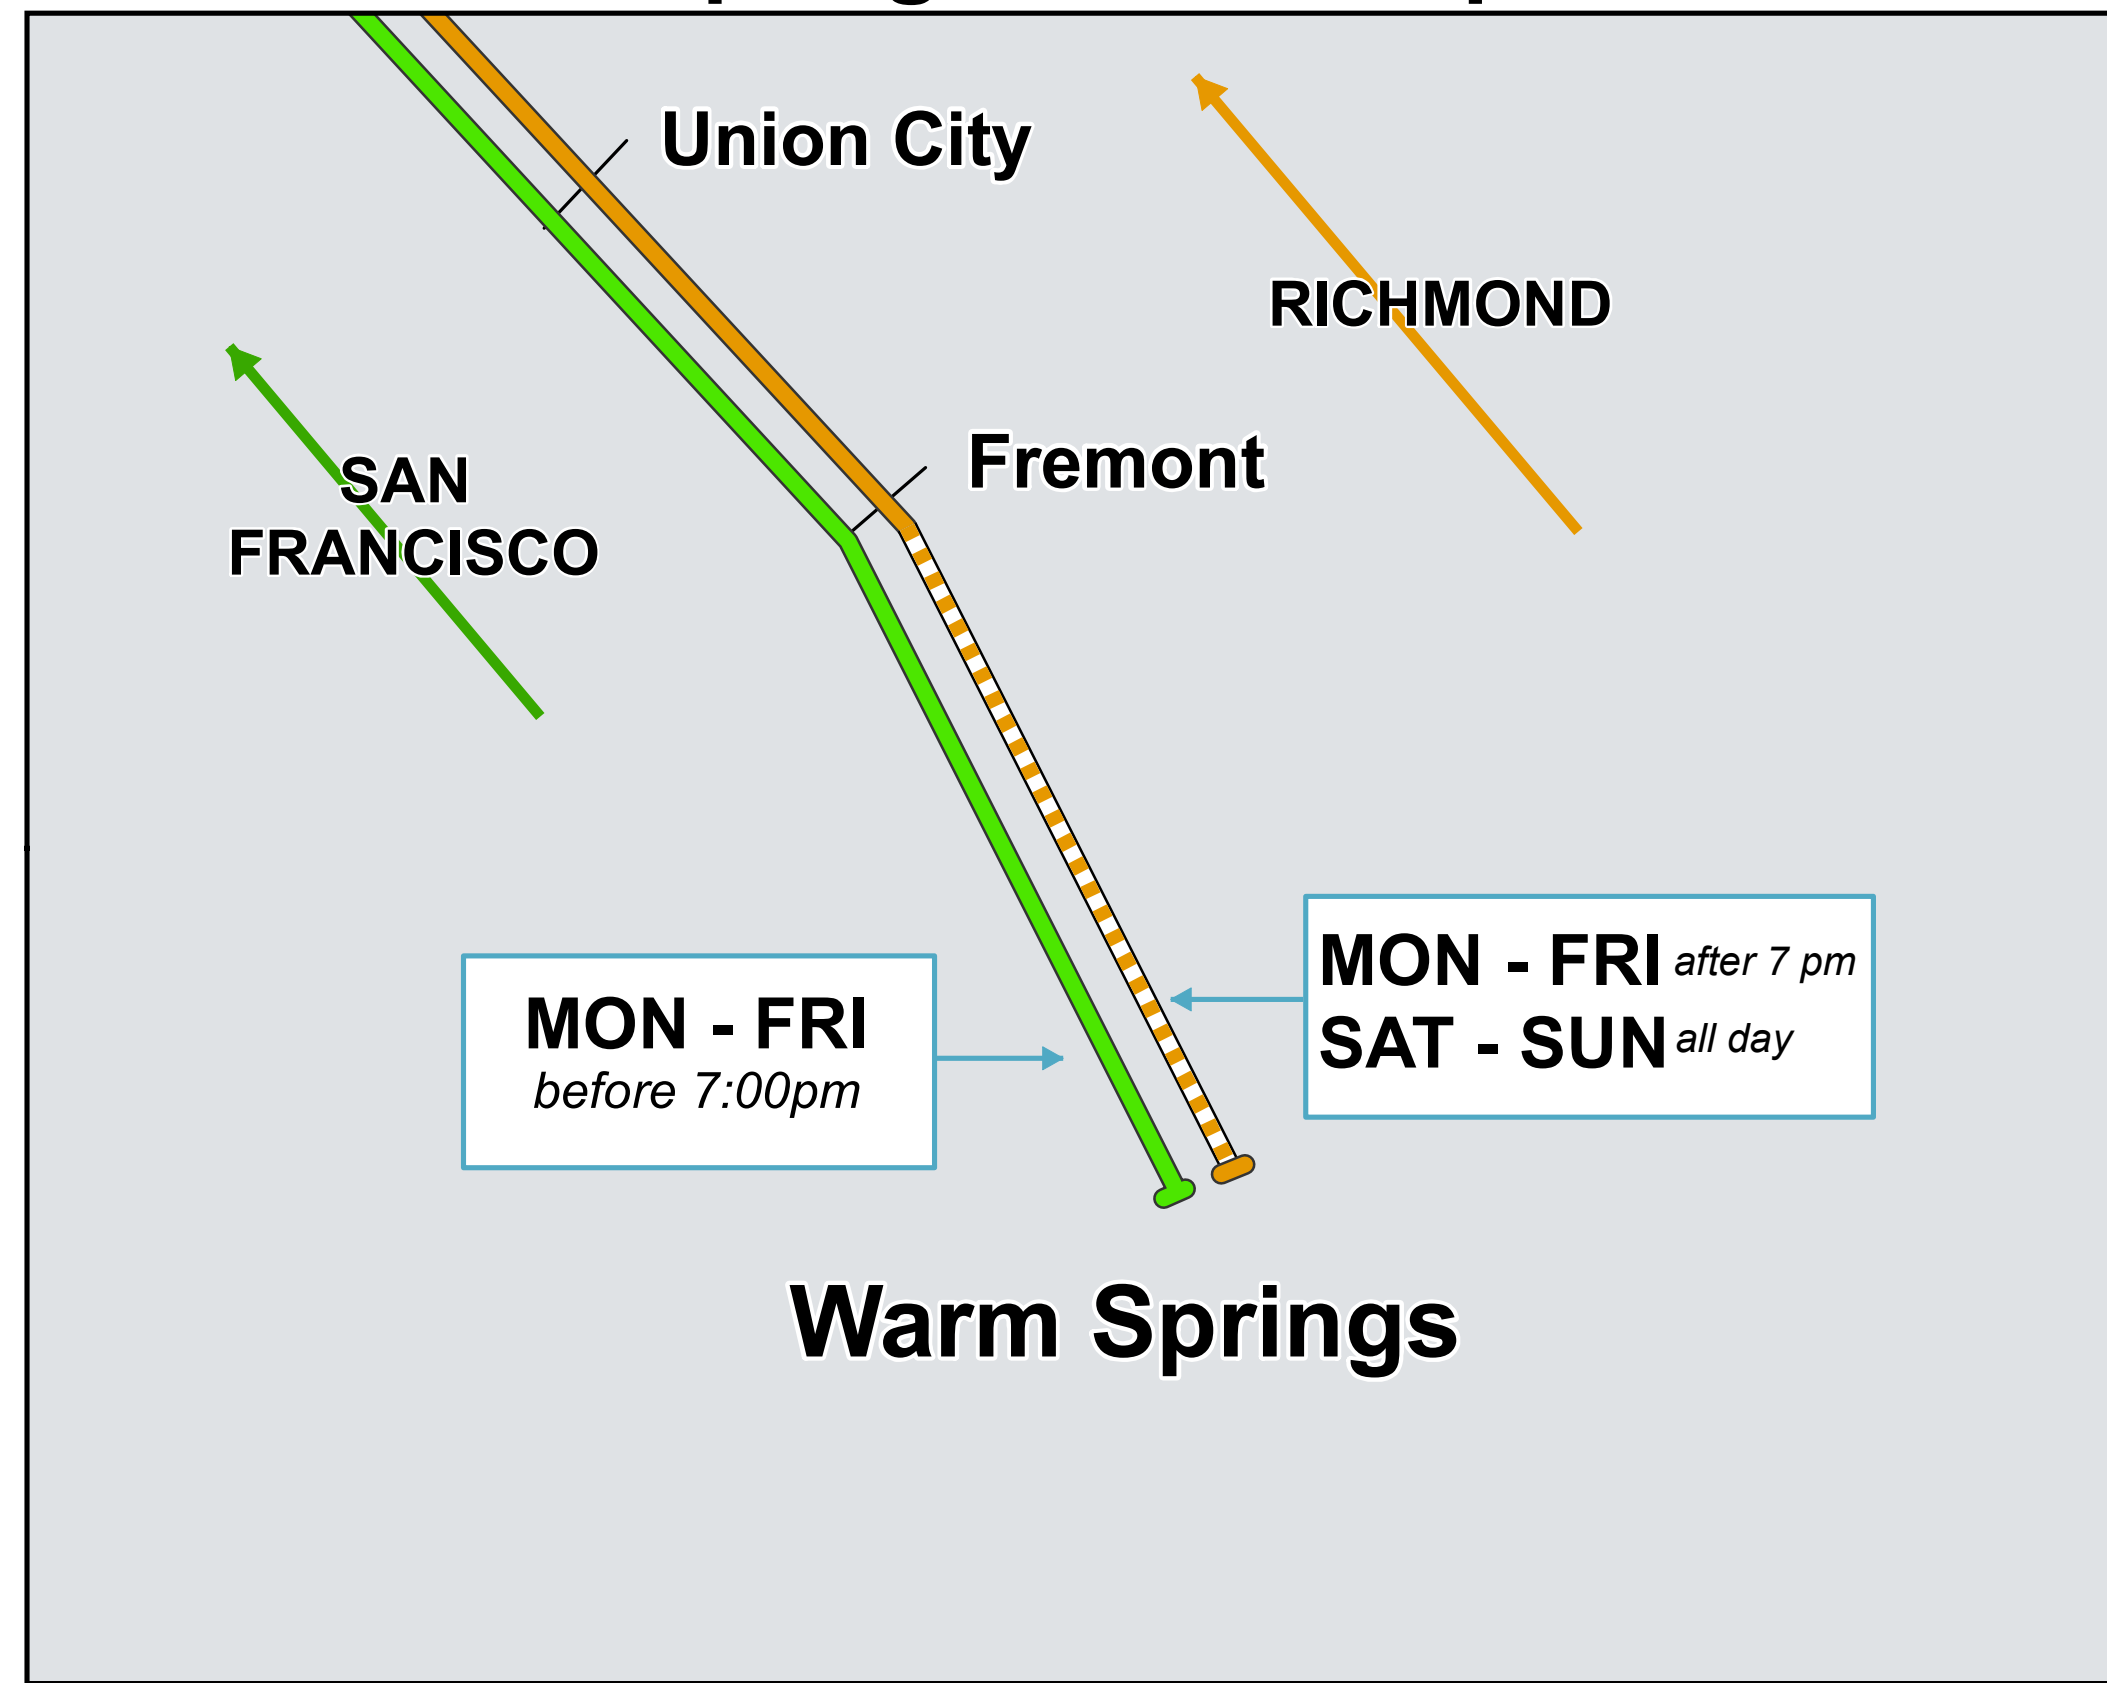 Union City
RICHMOND
Fremont
SAN
FRANCISCO
MON - FRI after 7 pm
SAT - SUN all day
MON - FRI
before 7:00pm
Warm Springs